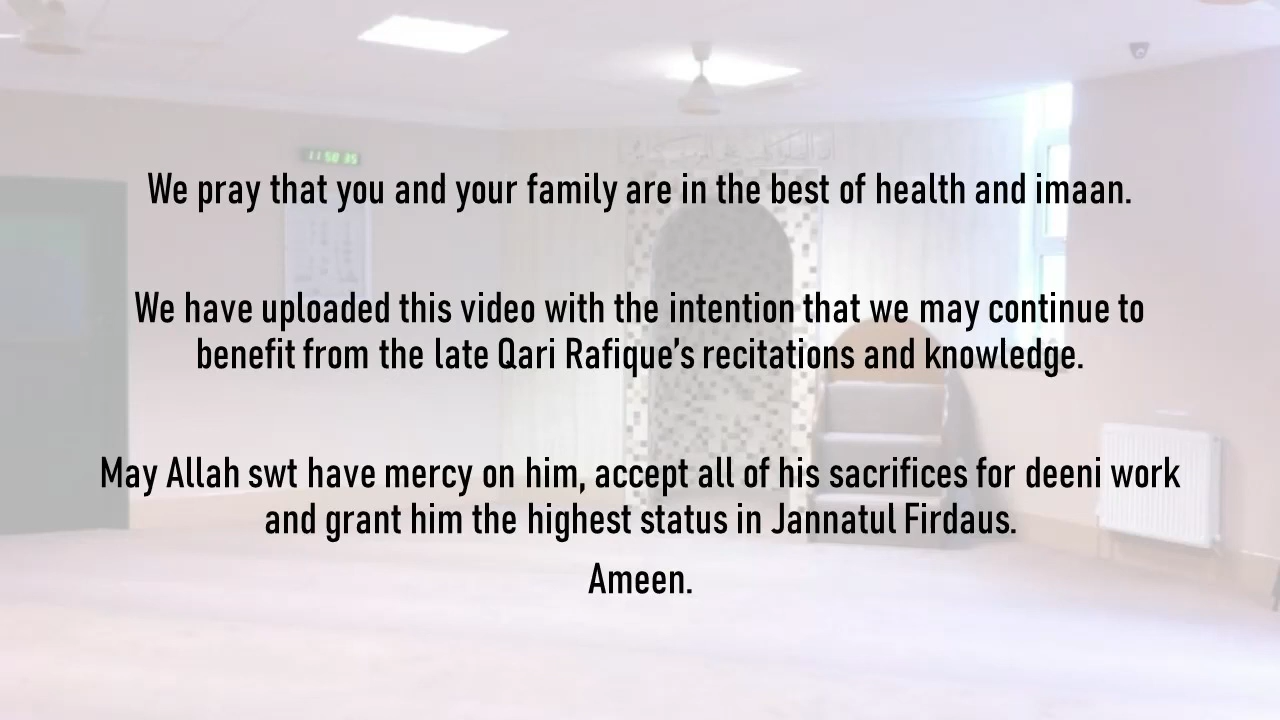 11 50 35
We pray that you and your family are in the best of health and imaan.
We have uploaded this video with the intention that we may continue to
benefit from the late Qari Rafique’s recitations and knowledge.
May Allah swt have mercy on him, accept all of his sacrifices for deeni work
and grant him the highest status in Jannatul Firdaus.
Ameen.